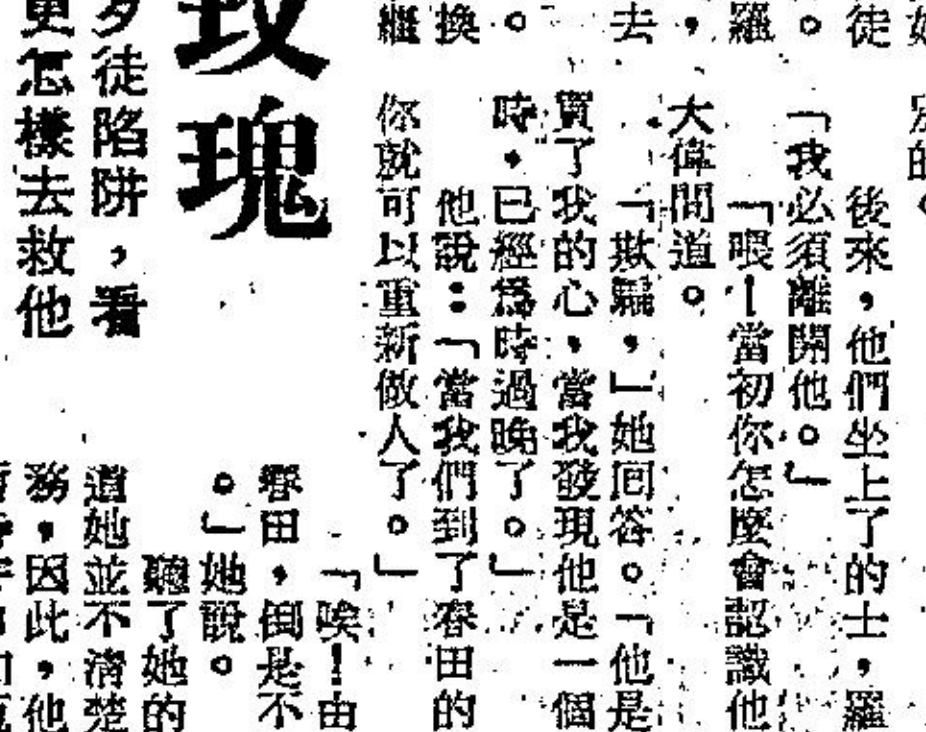 徒
。
羅
，
去
。
換
繼
玫瑰
歹徒陷阱，看
更怎樣去救他
別的。
後來，他們坐上了的士，羅
「我必須離開他。」
「喂！當初你怎麼會認識他
大偉問道。
「欺騙，」她回答。「他是
買了我的心，當我發現他是一個
時，已經爲時過晚了。」
他說：「當我們到了春田的
你就可以重新做人了。」
「唉！由
春田，倒是不
。」她說。
聽了她的
道她並不清楚
務，因此，他